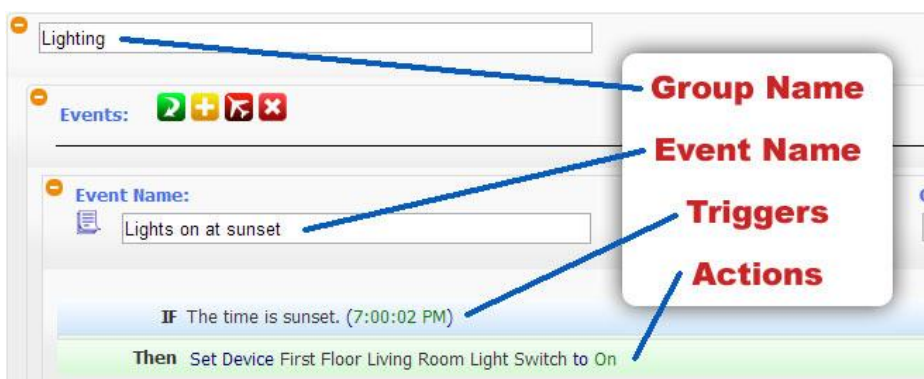 Lighting
Group Name
Events:
Event Name
Event Name:
Lights on at sunset
Triggers
Actions
IF The time is sunset. (7:00:02 PM)
Then Set Device First Floor Living Room Light Switch to On